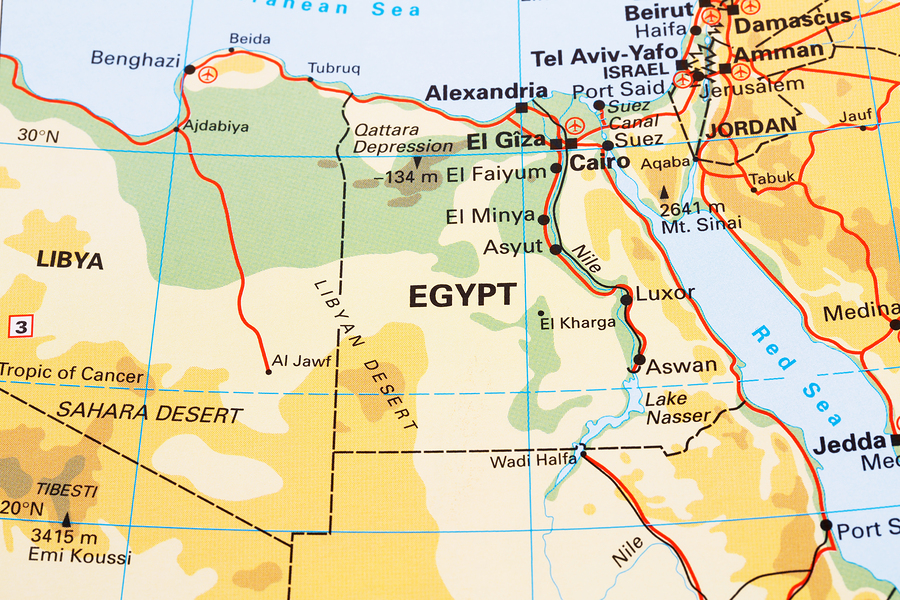 ranean Sea
Beirut
Damascus
Haifa
Beida
Benghazi
Tel Aviv-Yafo
Amman
ISRAEL
Tubruq
Jerusalem
Alexandria
Port Said
Suez
Canal
Jauf
Ajdabiya
JORDAN
30°N
Qattara
Depression
El Gîza
Suez
Cairo
Aqaba
−134 m
El Faiyum
Tabuk
2641 m
Mt. Sinai
El Minya
Asyut
Nile
LIBYA
EGYPT
Luxor
Medina
El Kharga
3
LIBYAN DESERT
Red Sea
Al Jawf
Aswan
Tropic of Cancer
Lake
Nasser
SAHARA DESERT
Jedda
Wadi Halfa
Mec
TIBESTI
20°N
3415 m
Emi Koussi
Port S
Nile